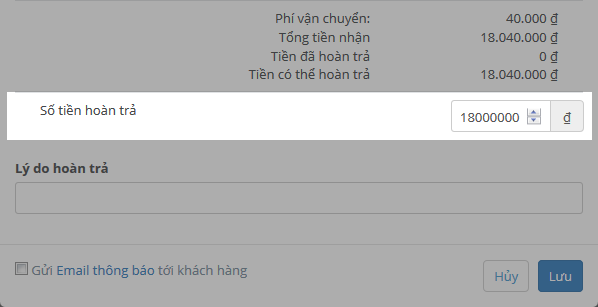 Phí vận chuyển: 40.000 ₫
Tổng tiền nhận 18.040.000 ₫
Tiền đã hoàn trả 0 ₫
Tiền có thể hoàn trả 18.040.000 ₫
Số tiền hoàn trả 18000000 ₫
Lý do hoàn trả
Gửi Email thông báo tới khách hàng Hủy Lưu